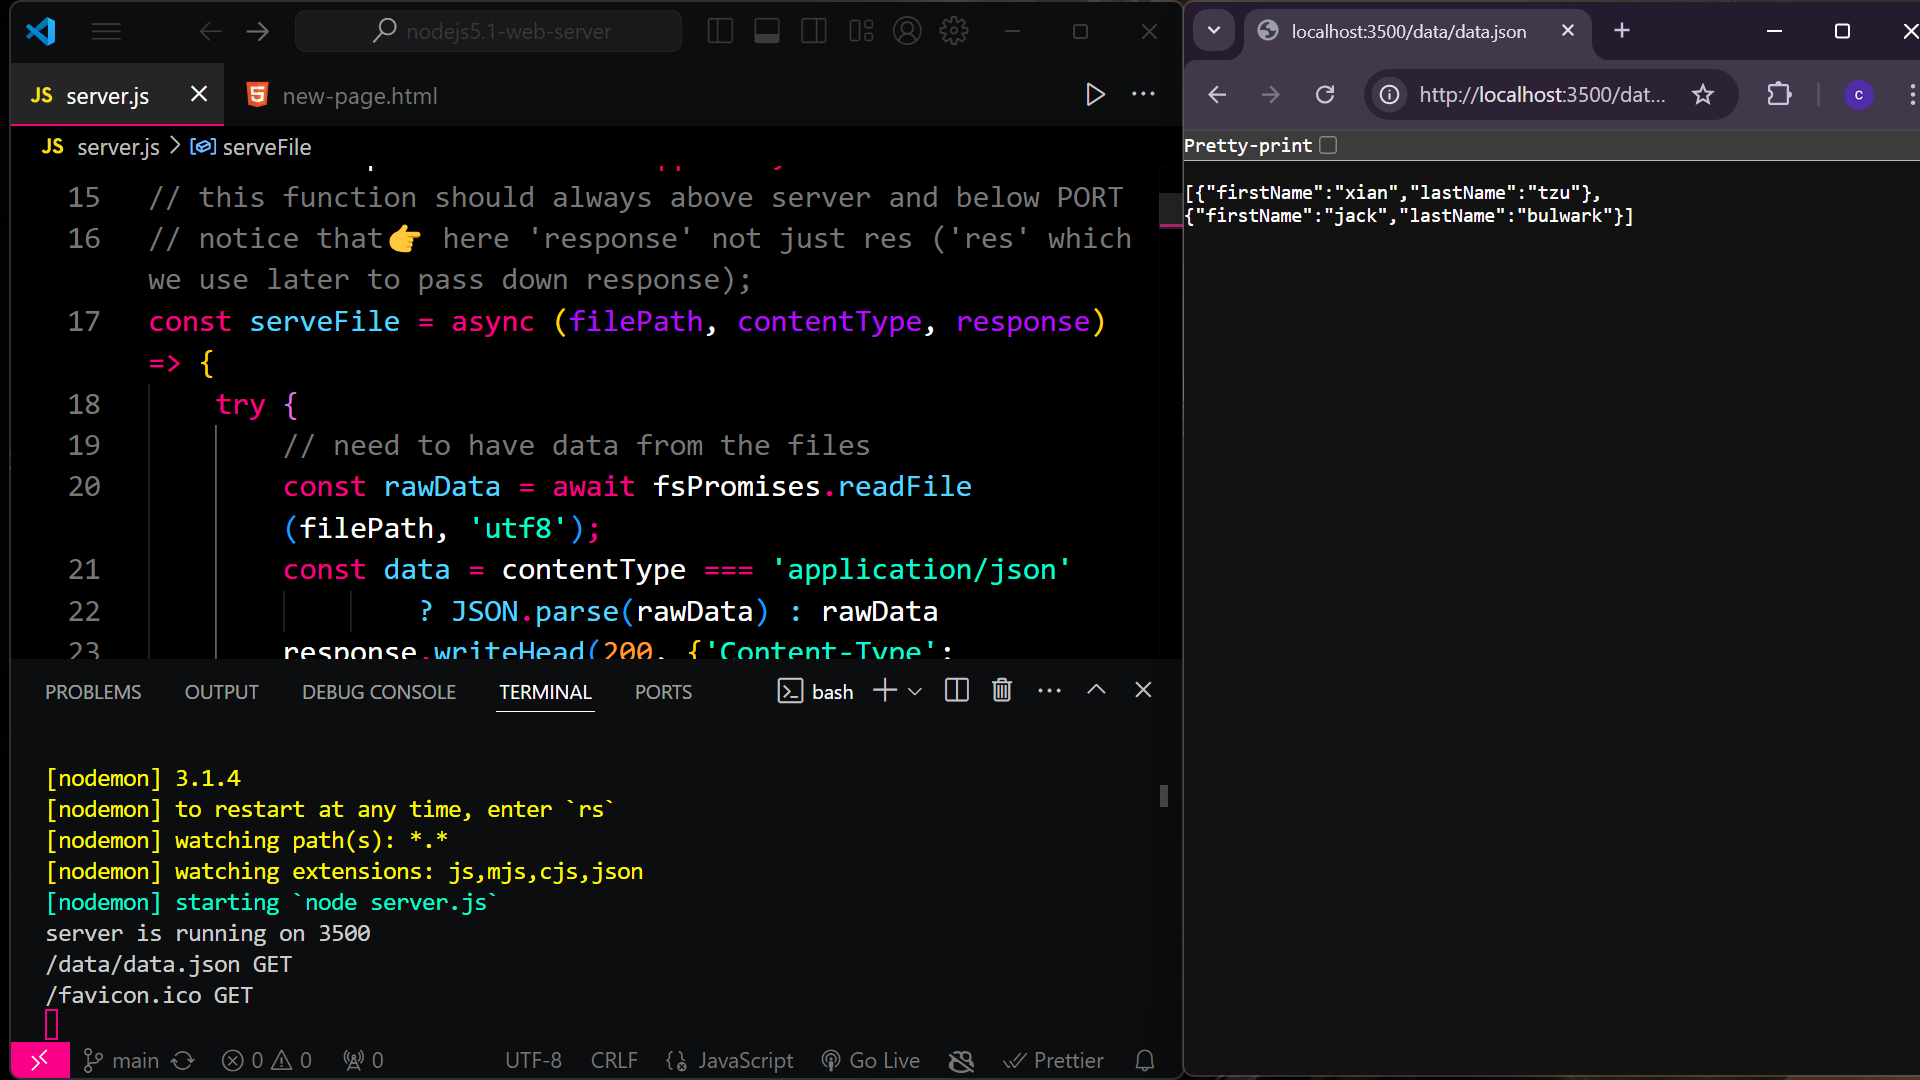 nodejs5.1-web-server
JS server.js
5 new-page.html
JS server.js > serveFile
15 // this function should always above server and below PORT
16 // notice that👉 here 'response' not just res ('res' which
we use later to pass down response);
17 const serveFile = async (filePath, contentType, response)
=> {
18 try {
19 // need to have data from the files
20 const rawData = await fsPromises.readFile
(filePath, 'utf8');
21 const data = contentType === 'application/json'
22 ? JSON.parse(rawData) : rawData
23 response.writeHead(200, {'Content-Type':
PROBLEMS OUTPUT DEBUG CONSOLE TERMINAL PORTS bash
[nodemon] 3.1.4
[nodemon] to restart at any time, enter `rs`
[nodemon] watching path(s): *.*
[nodemon] watching extensions: js,mjs,cjs,json
[nodemon] starting `node server.js`
server is running on 3500
/data/data.json GET
/favicon.ico GET
main 0 0 0 UTF-8 CRLF JavaScript Go Live Prettier
localhost:3500/data/data.json
http://localhost:3500/dat... c
Pretty-print
[{"firstName":"xian","lastName":"tzu"},
{"firstName":"jack","lastName":"bulwark"}]